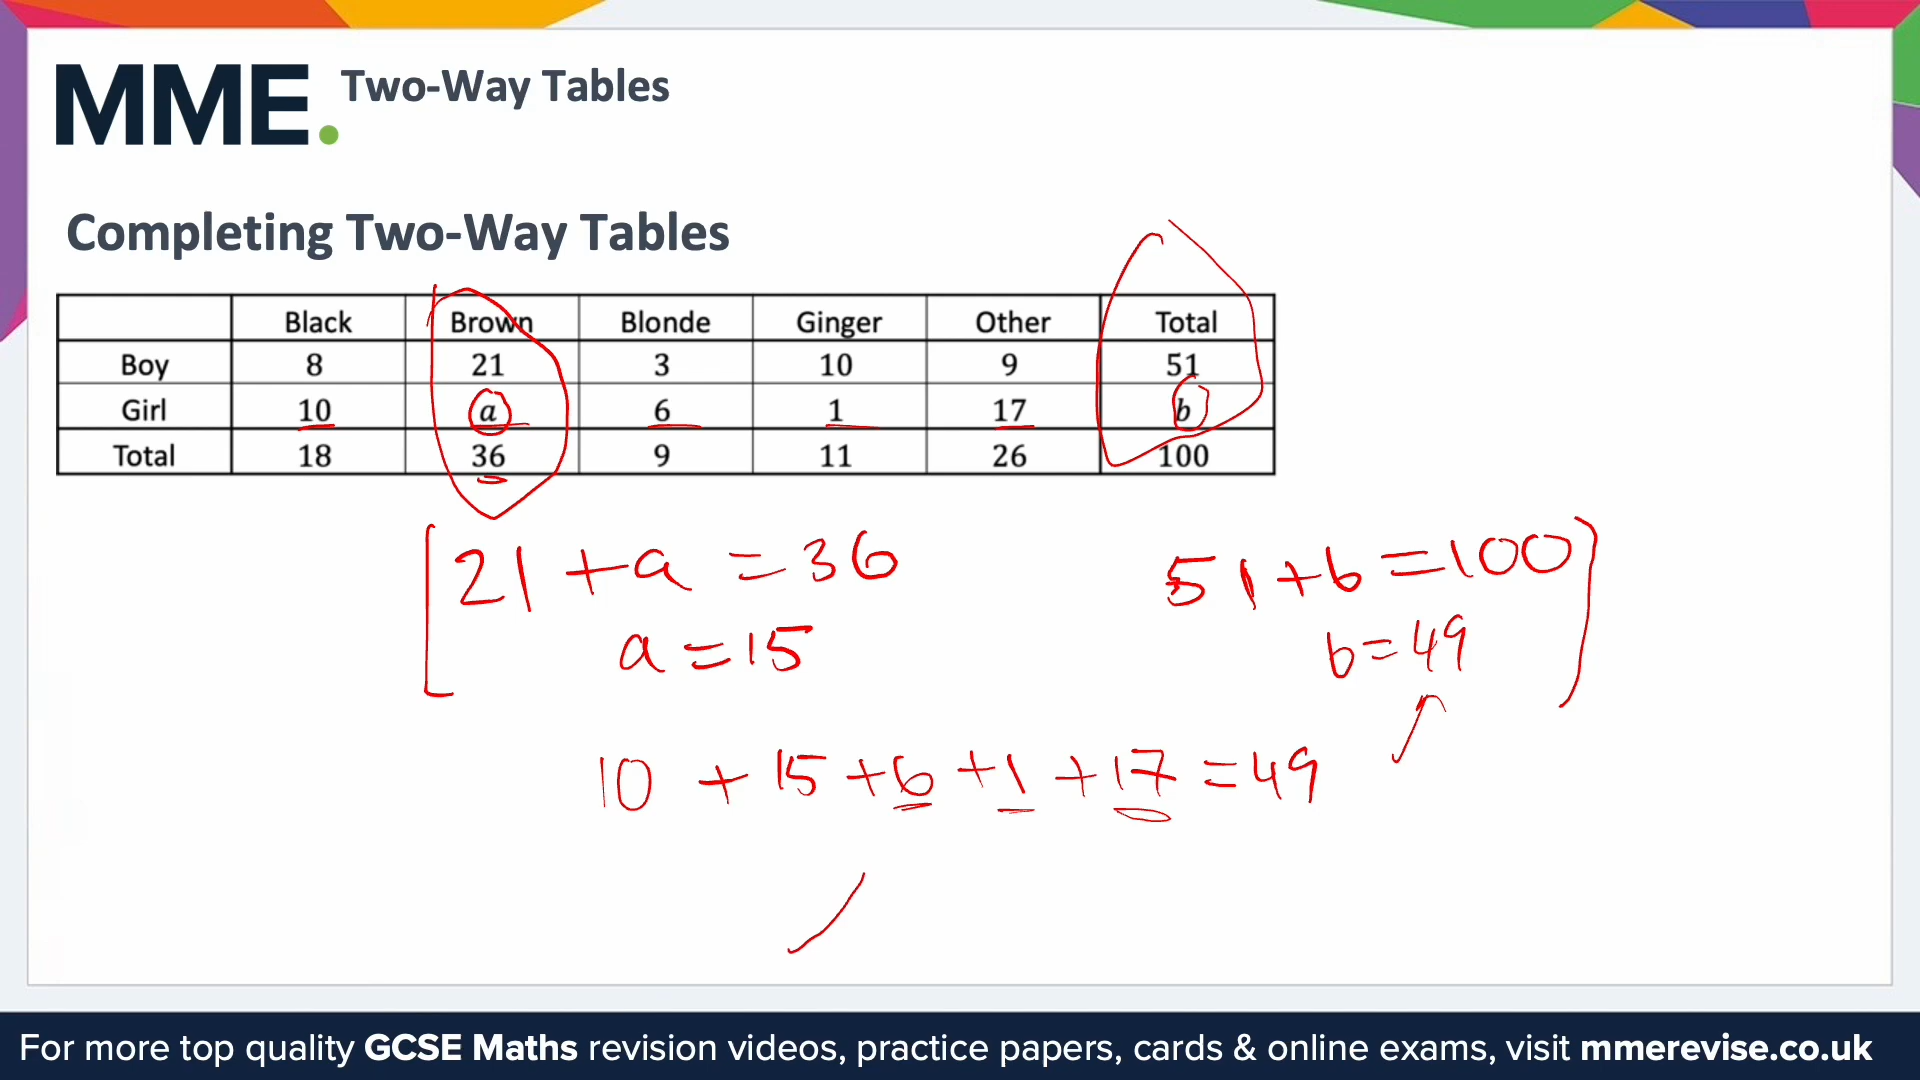 MME. Two-Way Tables
Completing Two-Way Tables
Black Brown Blonde Ginger Other Total
Boy 8 21 3 10 9 51
Girl 10 a 6 1 17 b
Total 18 36 9 11 26 100
21 + a = 36 51 + b = 100
a = 15 b = 49
10 + 15 + 6 + 1 + 17 = 49
For more top quality GCSE Maths revision videos, practice papers, cards & online exams, visit mmerevise.co.uk